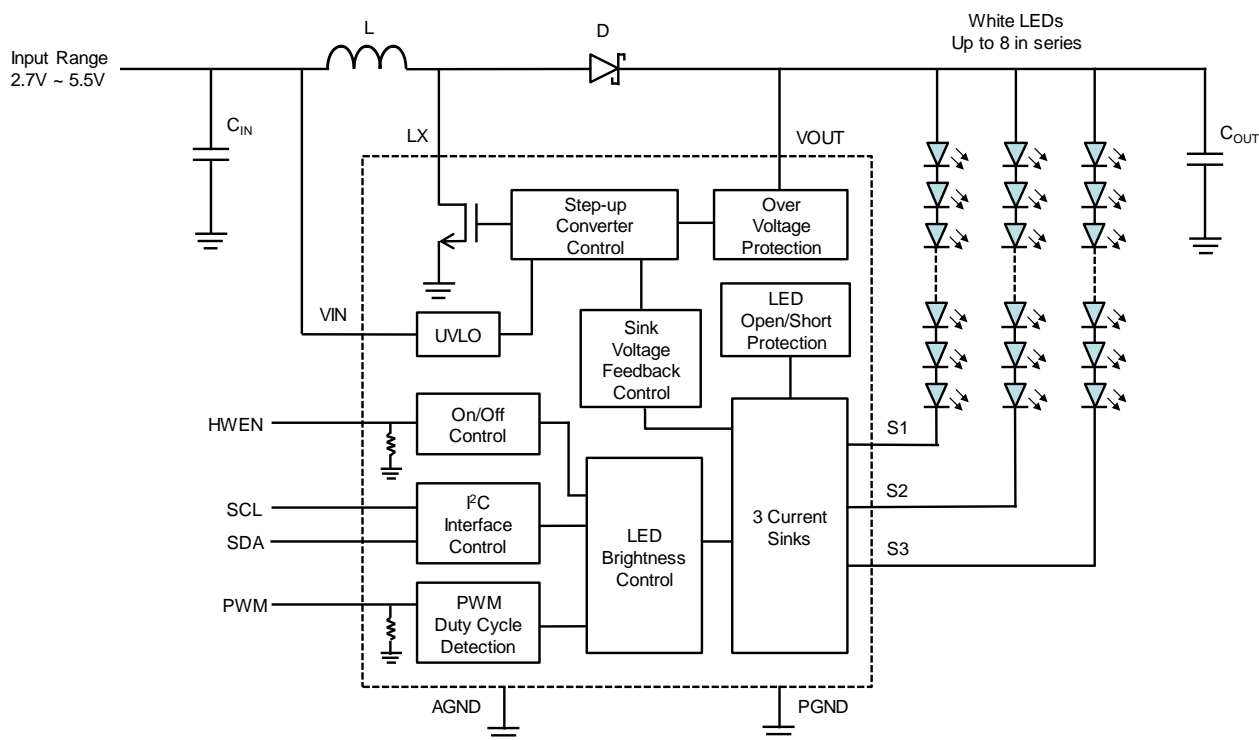 White LEDs
Up to 8 in series
L
D
Input Range
2.7V ~ 5.5V
C_IN
LX
VOUT
C_OUT
Step-up
Converter
Control
Over
Voltage
Protection
VIN
UVLO
Sink
Voltage
Feedback
Control
LED
Open/Short
Protection
HWEN
On/Off
Control
S1
SCL
SDA
I²C
Interface
Control
LED
Brightness
Control
3 Current
Sinks
S2
S3
PWM
PWM
Duty Cycle
Detection
AGND
PGND